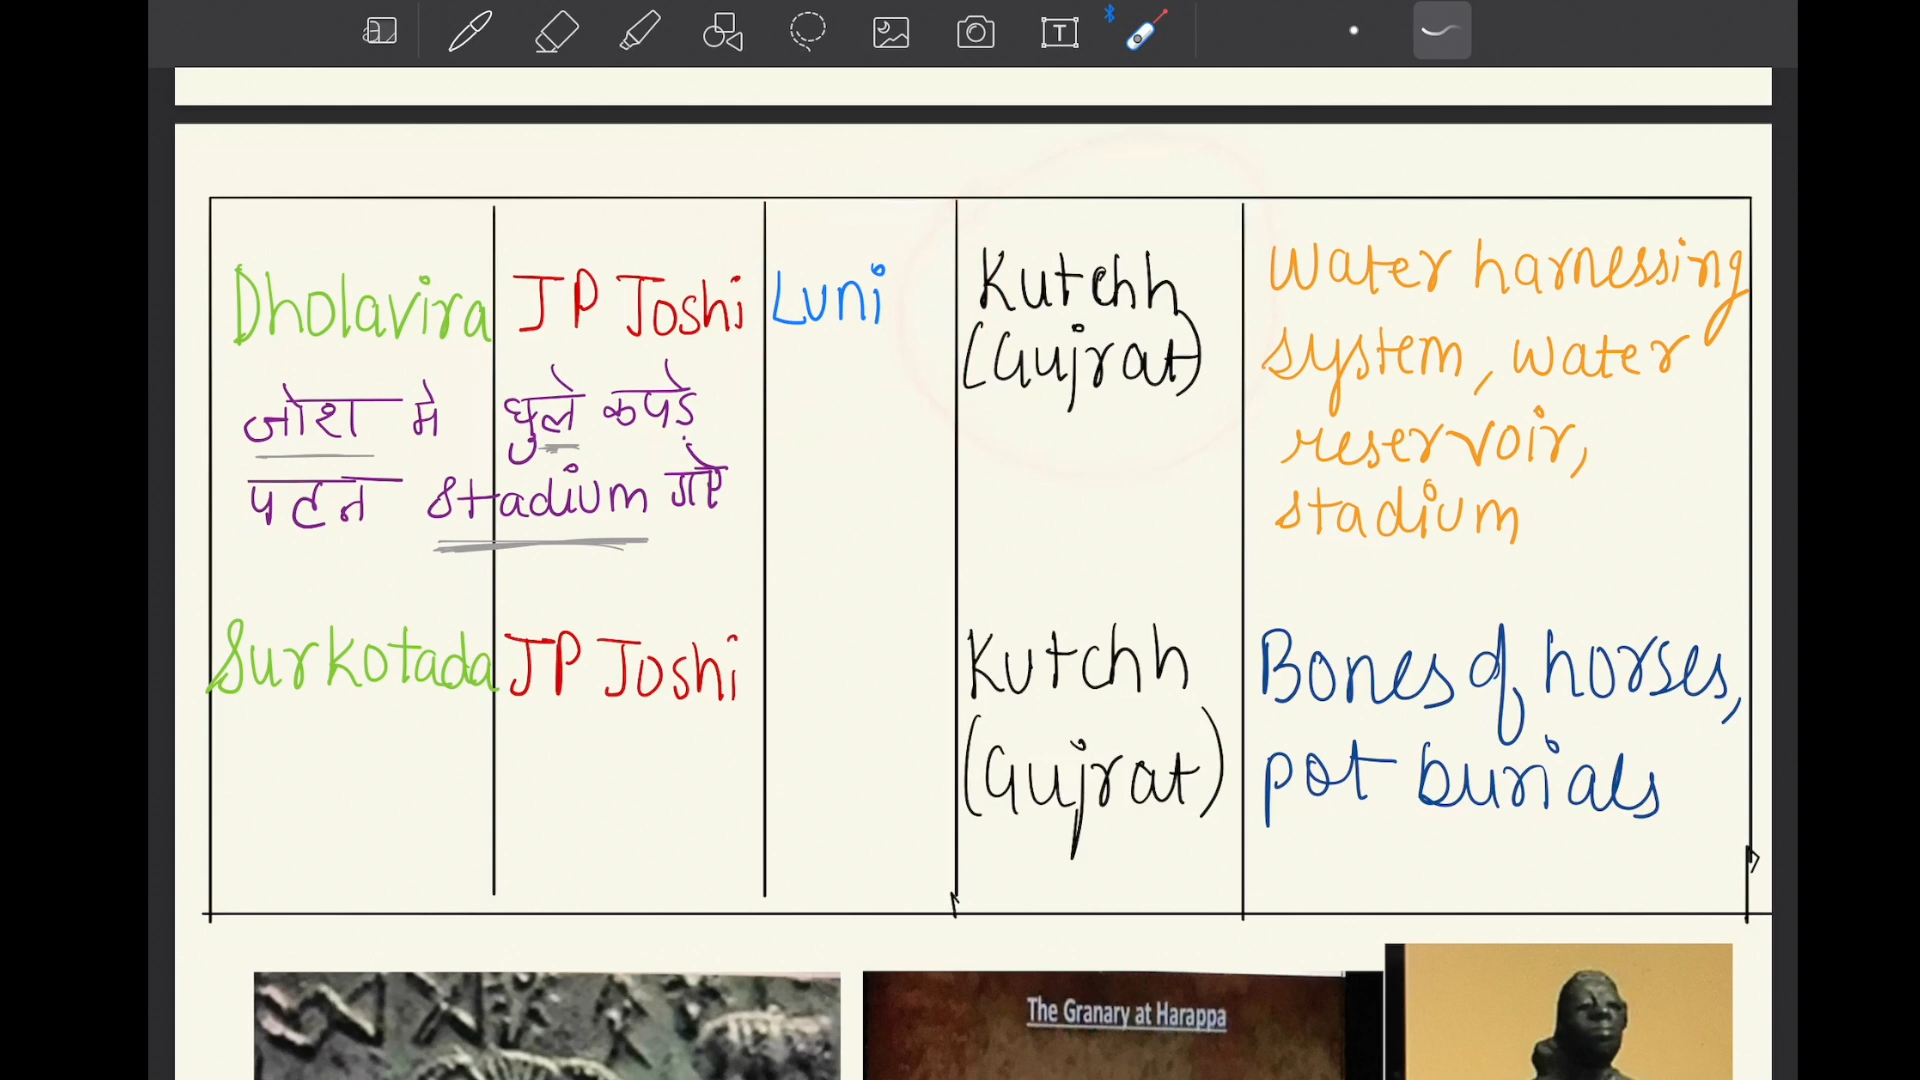 Dholavira JP Joshi Luni Kutchh (Gujrat) Water harnessing system, water reservoir, stadium
जोश मे धुले कपड़े
पहन stadium गए
Surkotada JP Joshi Kutchh (Gujrat) Bones of horses, pot burials
The Granary at Harappa